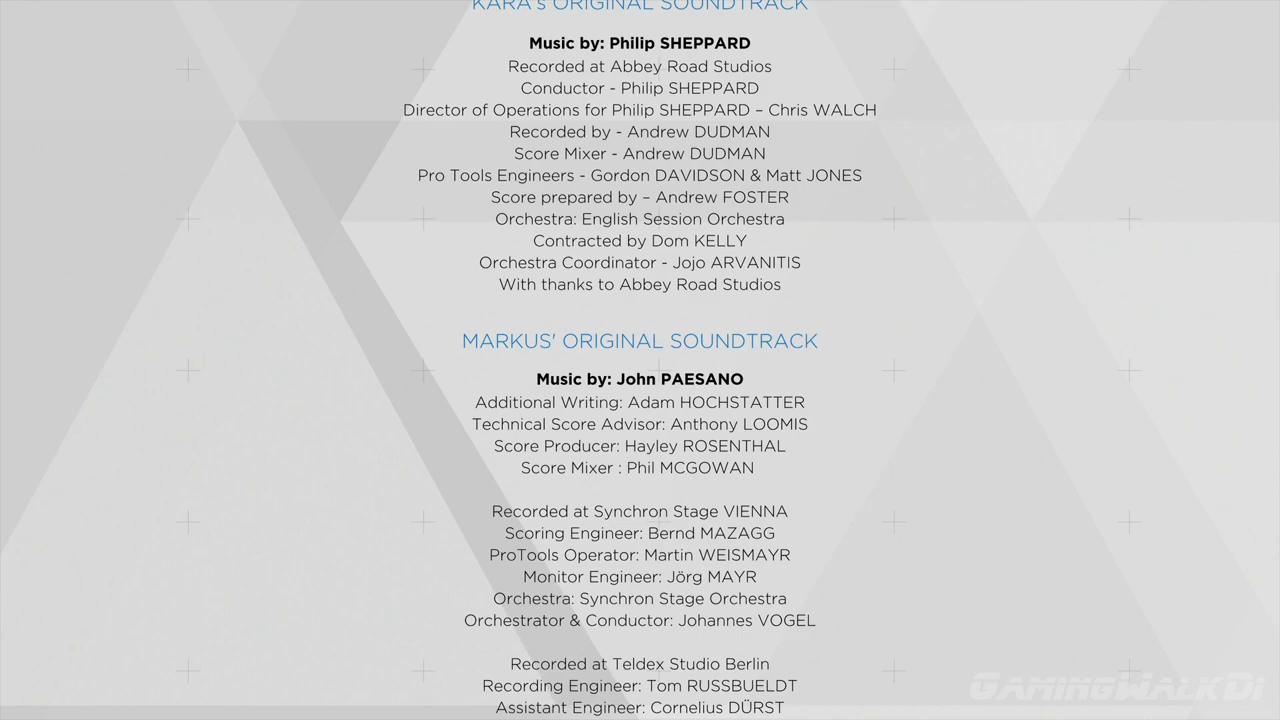 KARA's ORIGINAL SOUNDTRACK
Music by: Philip SHEPPARD
Recorded at Abbey Road Studios
Conductor - Philip SHEPPARD
Director of Operations for Philip SHEPPARD – Chris WALCH
Recorded by - Andrew DUDMAN
Score Mixer - Andrew DUDMAN
Pro Tools Engineers - Gordon DAVIDSON & Matt JONES
Score prepared by – Andrew FOSTER
Orchestra: English Session Orchestra
Contracted by Dom KELLY
Orchestra Coordinator - Jojo ARVANITIS
With thanks to Abbey Road Studios
MARKUS' ORIGINAL SOUNDTRACK
Music by: John PAESANO
Additional Writing: Adam HOCHSTATTER
Technical Score Advisor: Anthony LOOMIS
Score Producer: Hayley ROSENTHAL
Score Mixer : Phil MCGOWAN
Recorded at Synchron Stage VIENNA
Scoring Engineer: Bernd MAZAGG
ProTools Operator: Martin WEISMAYR
Monitor Engineer: Jörg MAYR
Orchestra: Synchron Stage Orchestra
Orchestrator & Conductor: Johannes VOGEL
Recorded at Teldex Studio Berlin
Recording Engineer: Tom RUSSBUELDT
Assistant Engineer: Cornelius DÜRST
GamingWalkDi